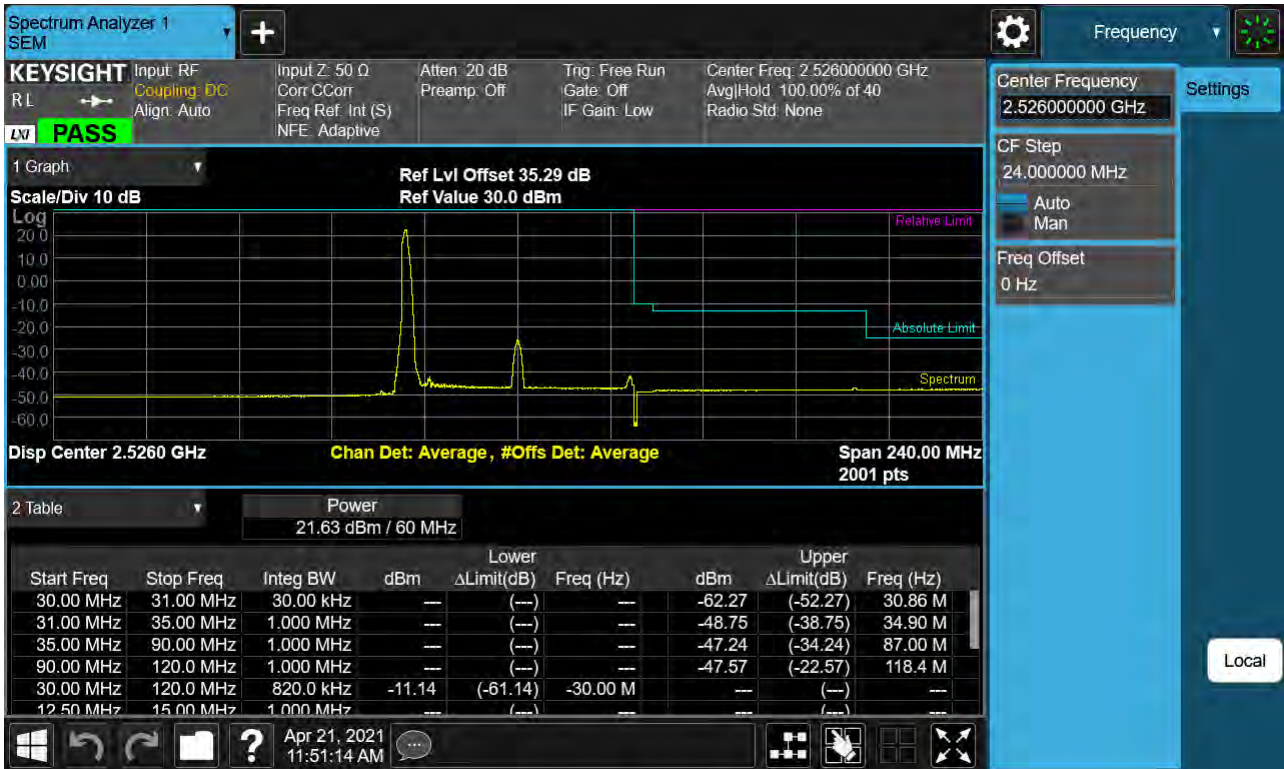 Spectrum Analyzer 1
SEM
Frequency
KEYSIGHT
RL
LXI
PASS
Input: RF
Coupling: DC
Align: Auto
Input Z: 50 Ω
Corr CCorr
Freq Ref: Int (S)
NFE: Adaptive
Atten: 20 dB
Preamp: Off
Trig: Free Run
Gate: Off
IF Gain: Low
Center Freq: 2.526000000 GHz
Avg|Hold: 100.00% of 40
Radio Std: None
Center Frequency
2.526000000 GHz
Settings
CF Step
24.000000 MHz
Auto
Man
Freq Offset
0 Hz
Local
1 Graph
Ref Lvl Offset 35.29 dB
Scale/Div 10 dB
Ref Value 30.0 dBm
Log
20.0
10.0
0.00
-10.0
-20.0
-30.0
-40.0
-50.0
-60.0
Relative Limit
Absolute Limit
Spectrum
Disp Center 2.5260 GHz
Chan Det: Average, #Offs Det: Average
Span 240.00 MHz
2001 pts
2 Table
Power
21.63 dBm / 60 MHz
Lower Upper
Start Freq Stop Freq Integ BW dBm ΔLimit(dB) Freq (Hz) dBm ΔLimit(dB) Freq (Hz)
30.00 MHz 31.00 MHz 30.00 kHz --- (---) --- -62.27 (-52.27) 30.86 M
31.00 MHz 35.00 MHz 1.000 MHz --- (---) --- -48.75 (-38.75) 34.90 M
35.00 MHz 90.00 MHz 1.000 MHz --- (---) --- -47.24 (-34.24) 87.00 M
90.00 MHz 120.0 MHz 1.000 MHz --- (---) --- -47.57 (-22.57) 118.4 M
30.00 MHz 120.0 MHz 820.0 kHz -11.14 (-61.14) -30.00 M --- (---) ---
12.50 MHz 15.00 MHz 1.000 MHz --- (---) --- --- (---) ---
Apr 21, 2021
11:51:14 AM